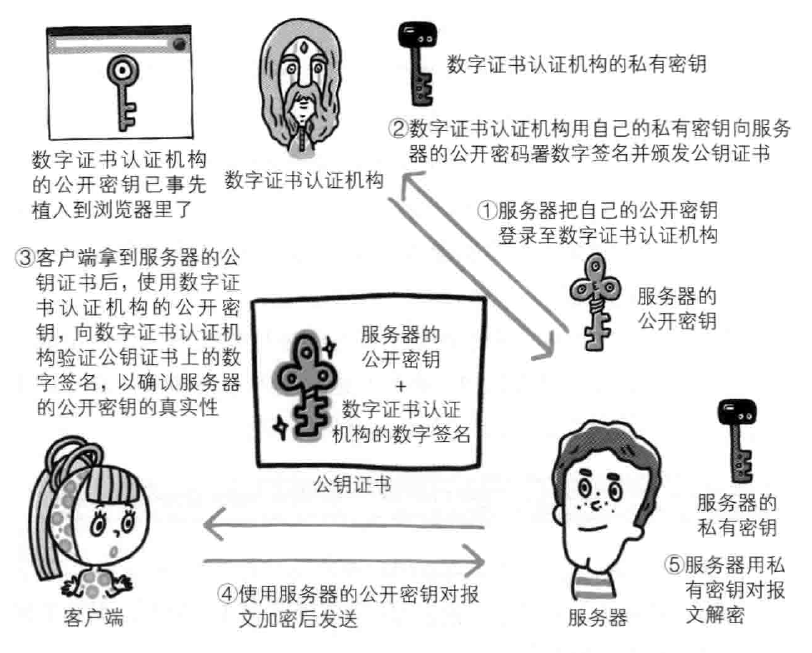 数字证书认证机构的私有密钥
②数字证书认证机构用自己的私有密钥向服务
器的公开密码署数字签名并颁发公钥证书
数字证书认证机构
的公开密钥已事先
植入到浏览器里了
数字证书认证机构
①服务器把自己的公开密钥
登录至数字证书认证机构
③客户端拿到服务器的公
钥证书后，使用数字证
书认证机构的公开密
钥，向数字证书认证机
构验证公钥证书上的数
字签名，以确认服务器
的公开密钥的真实性
服务器的
公开密钥
服务器的
公开密钥
+
数字证书认证
机构的数字签名
公钥证书
服务器的
私有密钥
④使用服务器的公开密钥对报
文加密后发送
⑤服务器用私
有密钥对报
文解密
客户端
服务器